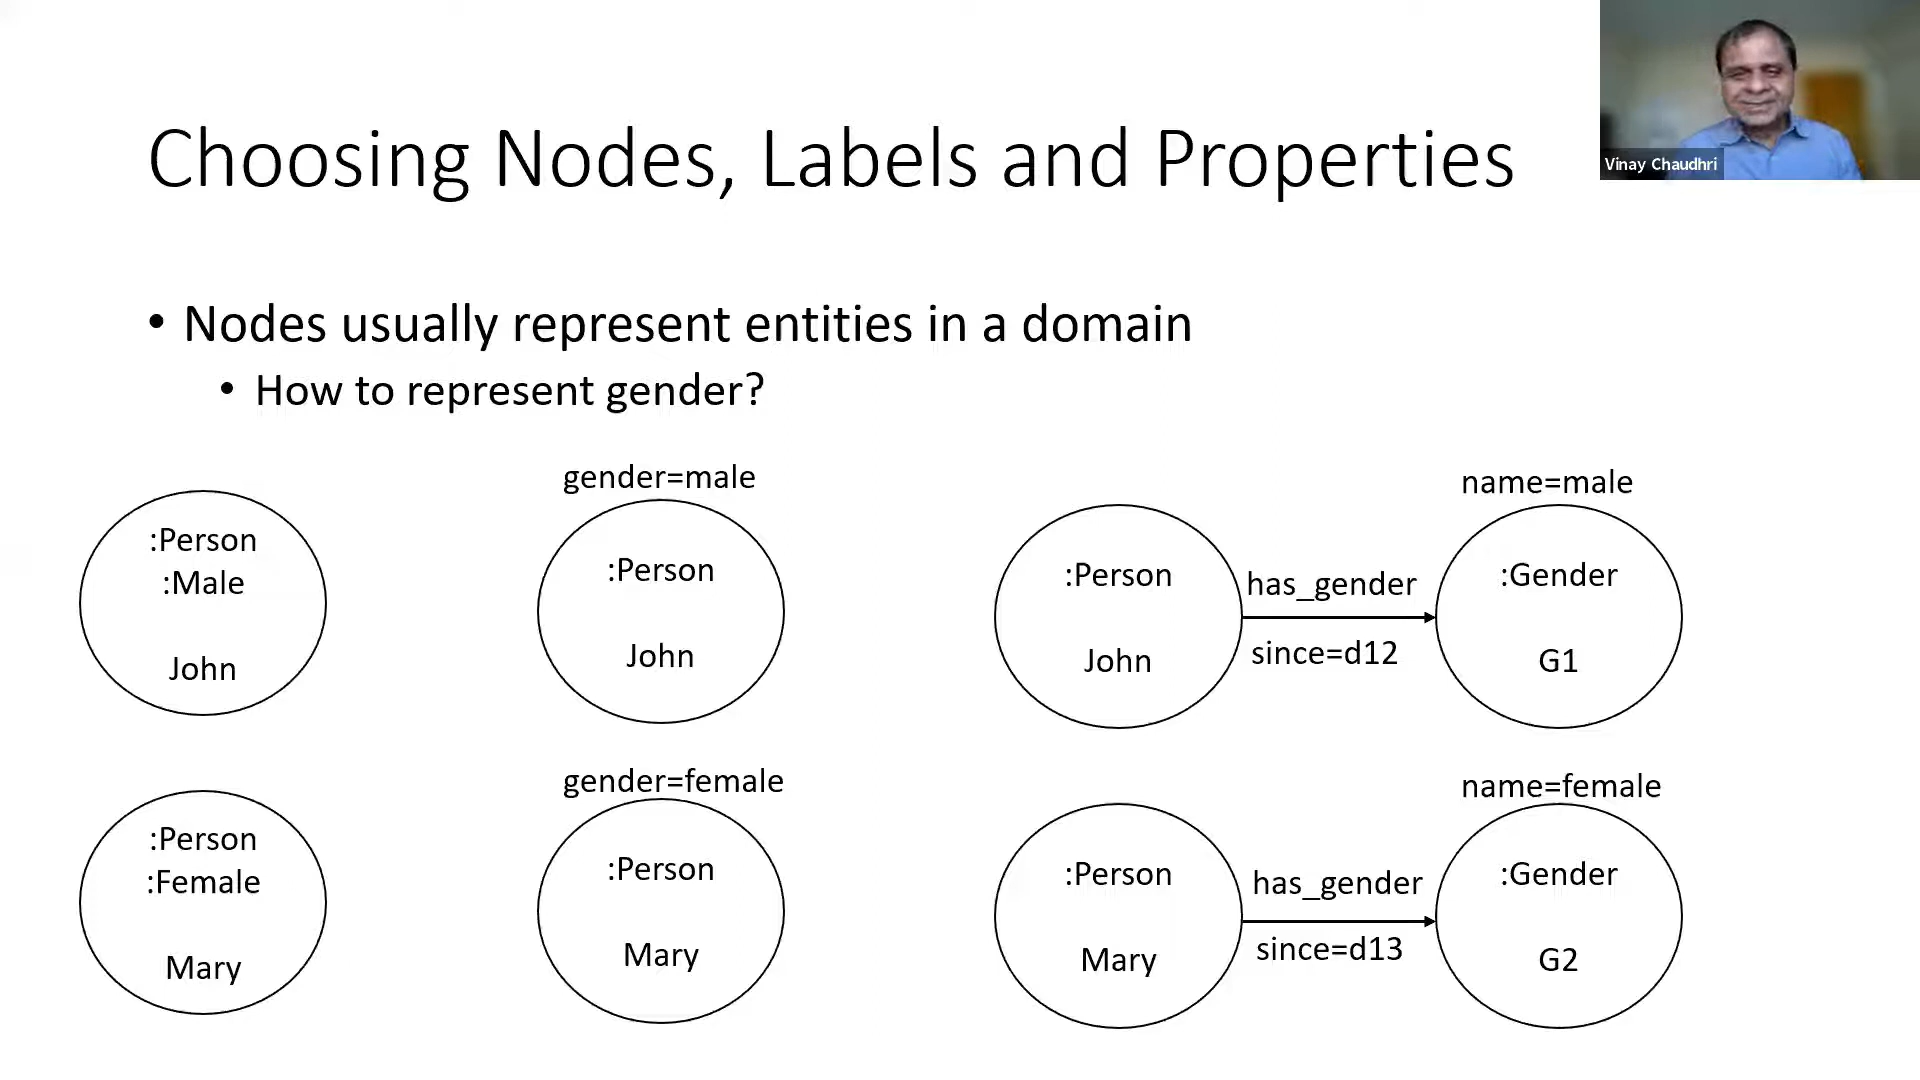 Choosing Nodes, Labels and Properties
Vinay Chaudhri
• Nodes usually represent entities in a domain
• How to represent gender?
:Person
:Male
John
gender=male
:Person
John
:Person
John
has_gender
since=d12
name=male
:Gender
G1
:Person
:Female
Mary
gender=female
:Person
Mary
:Person
Mary
has_gender
since=d13
name=female
:Gender
G2